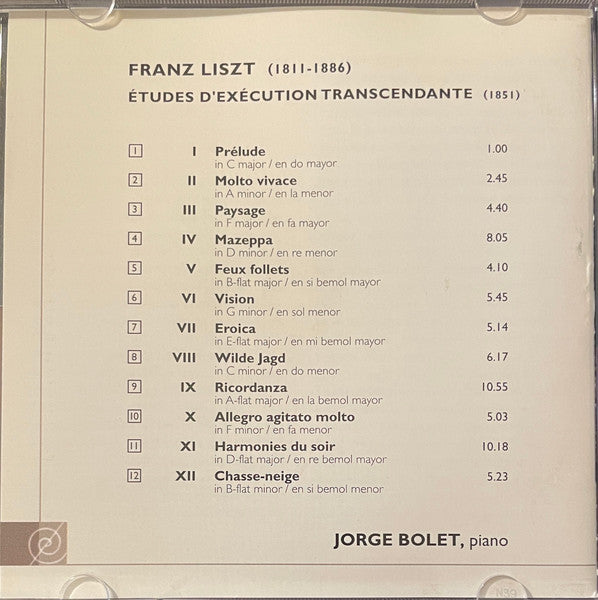 FRANZ LISZT (1811-1886)
ÉTUDES D'EXÉCUTION TRANSCENDANTE (1851)
1 I Prélude 1.00
in C major / en do mayor
2 II Molto vivace 2.45
in A minor / en la menor
3 III Paysage 4.40
in F major / en fa mayor
4 IV Mazeppa 8.05
in D minor / en re menor
5 V Feux follets 4.10
in B-flat major / en si bemol mayor
6 VI Vision 5.45
in G minor / en sol menor
7 VII Eroica 5.14
in E-flat major / en mi bemol mayor
8 VIII Wilde Jagd 6.17
in C minor / en do menor
9 IX Ricordanza 10.55
in A-flat major / en la bemol mayor
10 X Allegro agitato molto 5.03
in F minor / en fa menor
11 XI Harmonies du soir 10.18
in D-flat major / en re bemol mayor
12 XII Chasse-neige 5.23
in B-flat minor / en si bemol menor
JORGE BOLET, piano
N39